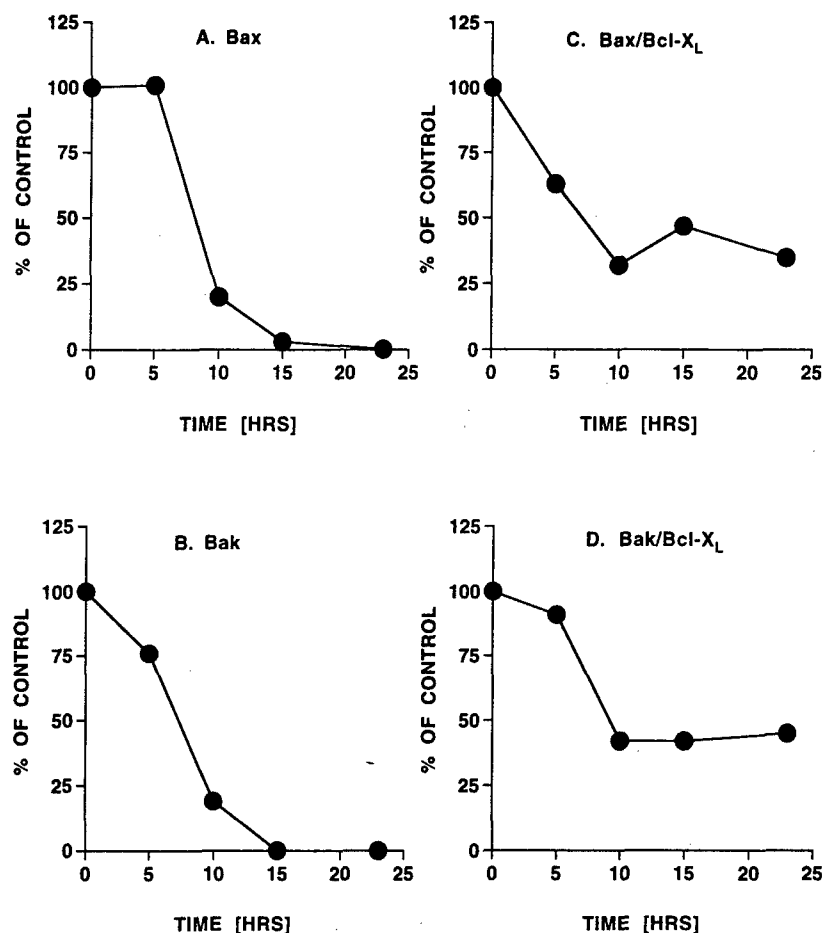 A. Bax
% OF CONTROL
125
100
75
50
25
0
0 5 10 15 20 25
TIME [HRS]
C. Bax/Bcl-XL
% OF CONTROL
125
100
75
50
25
0
0 5 10 15 20 25
TIME [HRS]
B. Bak
% OF CONTROL
125
100
75
50
25
0
0 5 10 15 20 25
TIME [HRS]
D. Bak/Bcl-XL
% OF CONTROL
125
100
75
50
25
0
0 5 10 15 20 25
TIME [HRS]